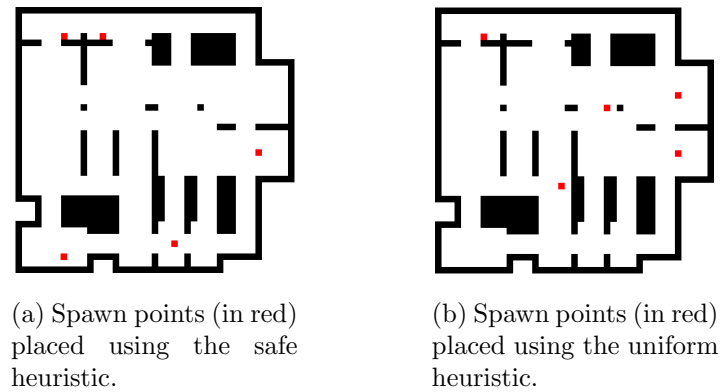 (a) Spawn points (in red)
placed using the safe
heuristic.
(b) Spawn points (in red)
placed using the uniform
heuristic.